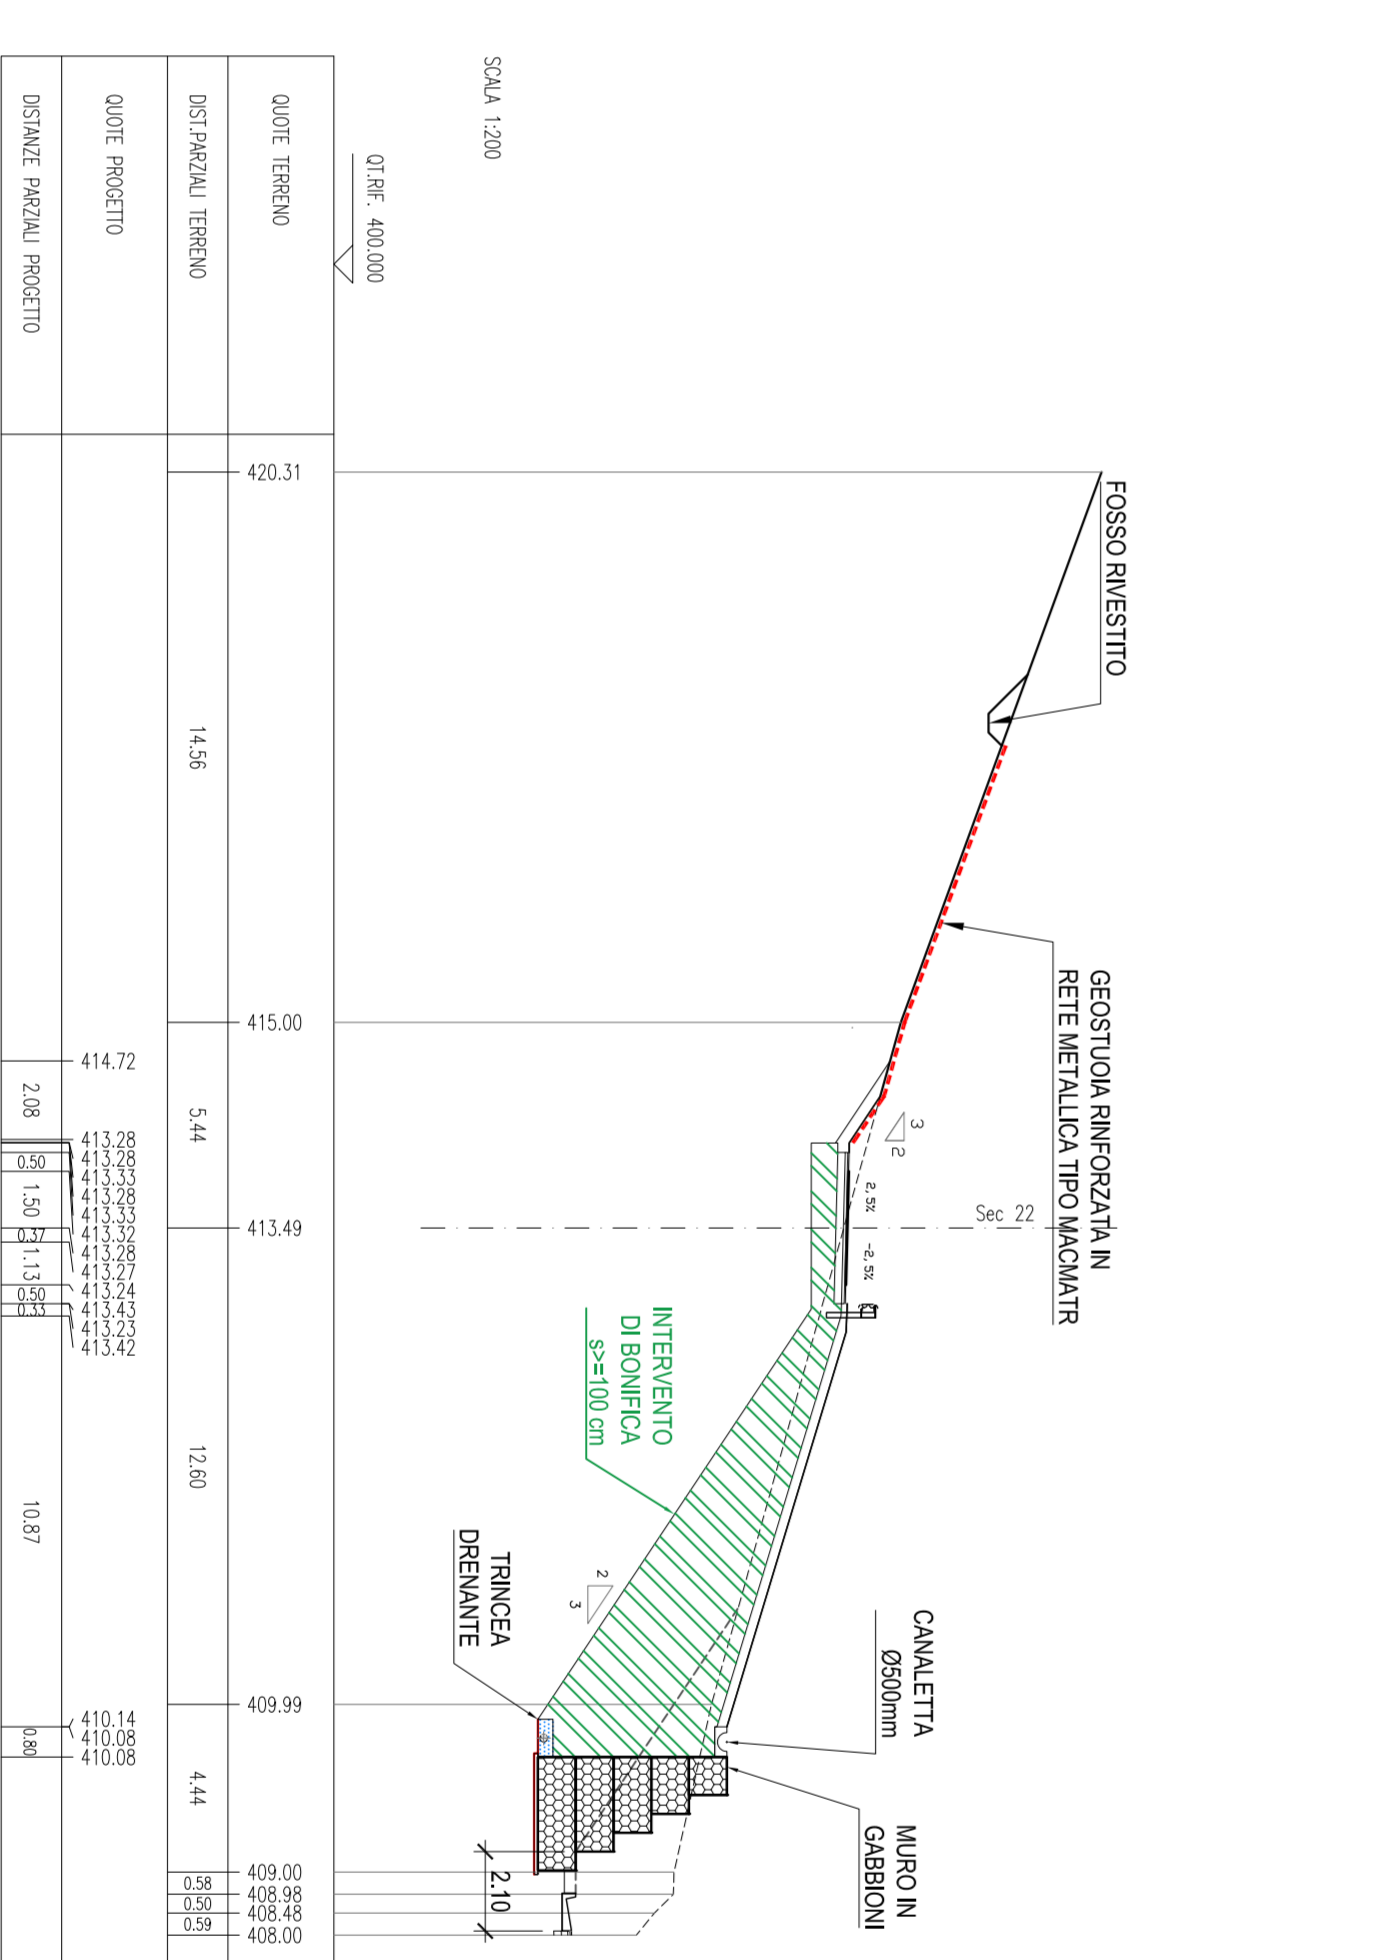 FOSSO RIVESTITO
GEOSTUOIA RINFORZATA IN
RETE METALLICA TIPO MACMATR
3
2
Sec 22
2,5%
-2,5%
CANALETTA
Ø500mm
MURO IN
GABBIONI
INTERVENTO
DI BONIFICA
s>=100 cm
2
3
TRINCEA
DRENANTE
2.10
SCALA 1:200
QT.RIF. 400.000
QUOTE TERRENO
420.31
415.00
413.49
409.99
409.00
408.98
408.48
408.00
DIST.PARZIALI TERRENO
14.56
5.44
12.60
4.44
0.58
0.50
0.59
QUOTE PROGETTO
414.72
413.28
413.28
413.33
413.28
413.33
413.32
413.28
413.27
413.24
413.43
413.23
413.42
410.14
410.08
410.08
DISTANZE PARZIALI PROGETTO
2.08
0.50
1.50
0.37
1.13
0.50
0.33
10.87
0.80